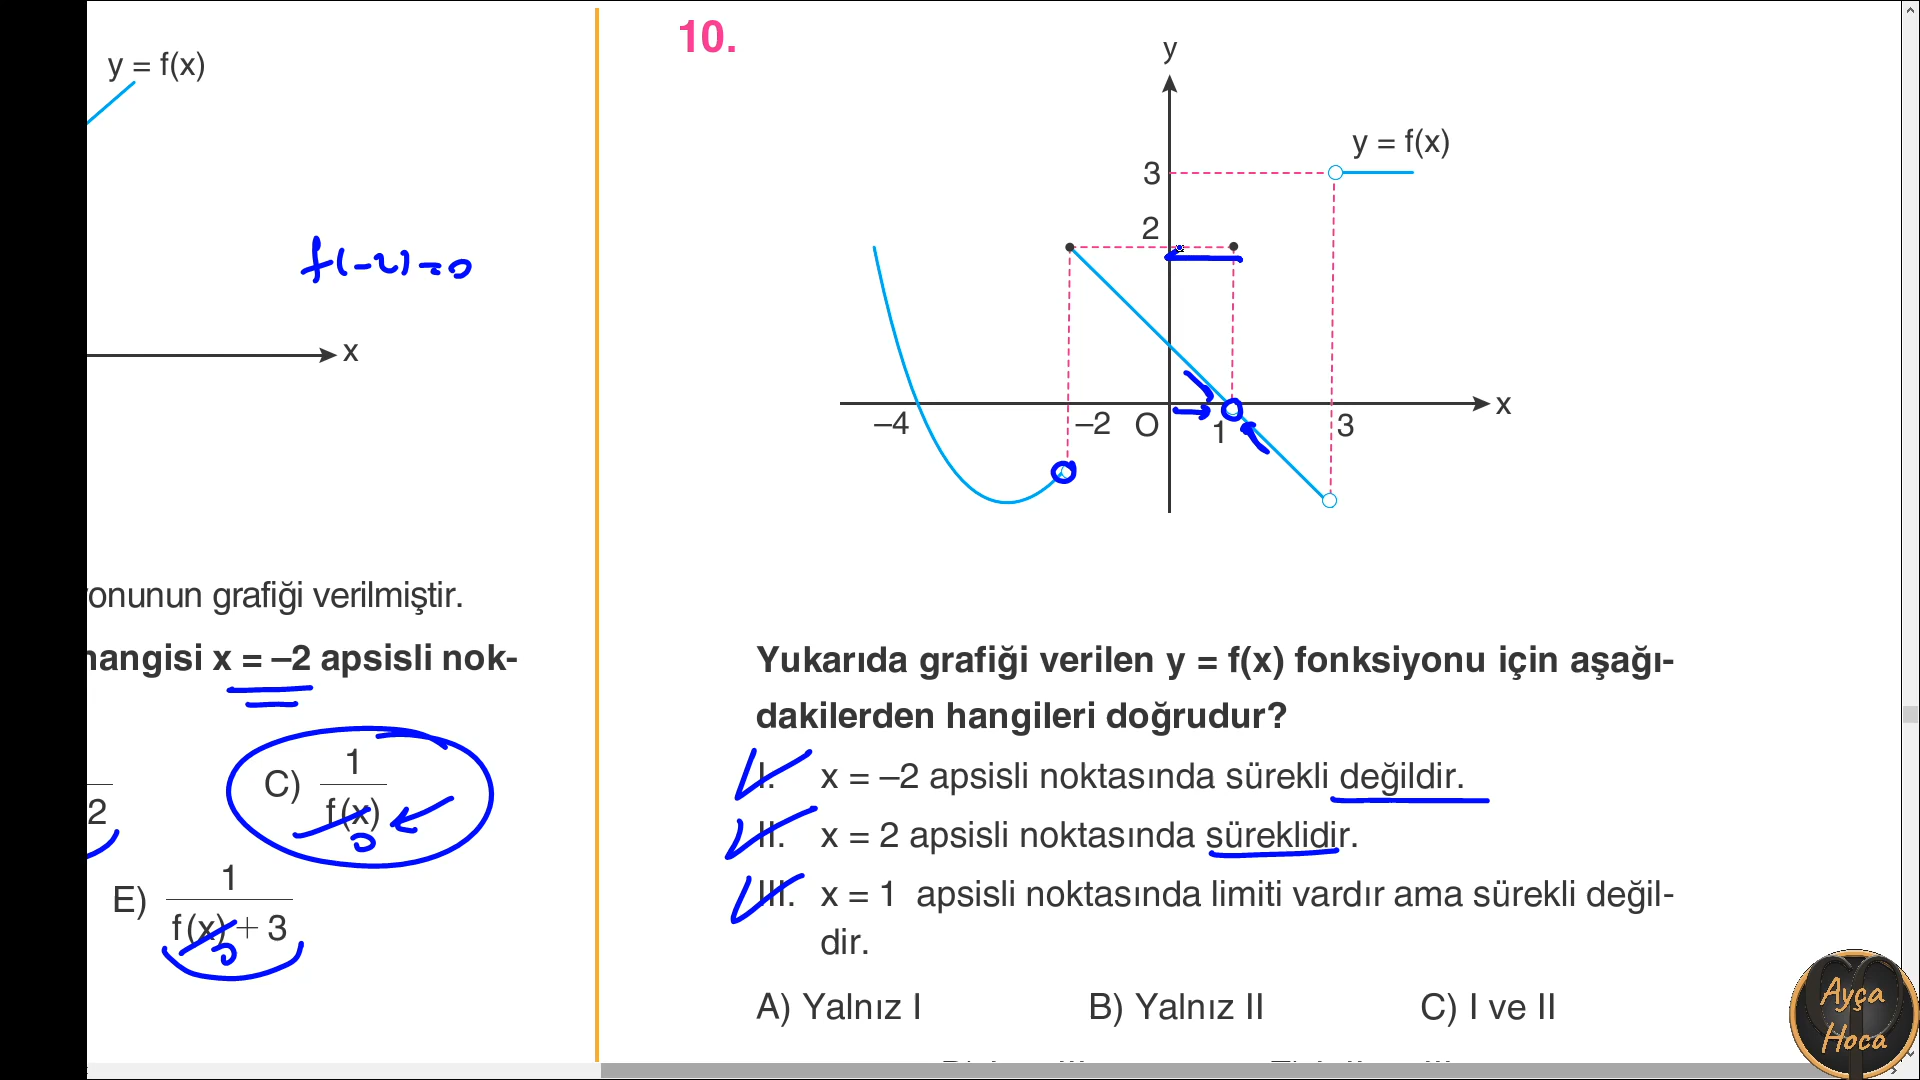 y = f(x)
f(-2)=0
x
onunun grafiği verilmiştir.
hangisi x = –2 apsisli nok-
2
C) 1
f(x)
0
E) 1
f(x) + 3
0
10.
y
y = f(x)
3
2
–4
–2
O
1
3
x
Yukarıda grafiği verilen y = f(x) fonksiyonu için aşağı-
dakilerden hangileri doğrudur?
I. x = –2 apsisli noktasında sürekli değildir.
II. x = 2 apsisli noktasında süreklidir.
III. x = 1 apsisli noktasında limiti vardır ama sürekli değil-
dir.
A) Yalnız I B) Yalnız II C) I ve II
Ayça
Hoca